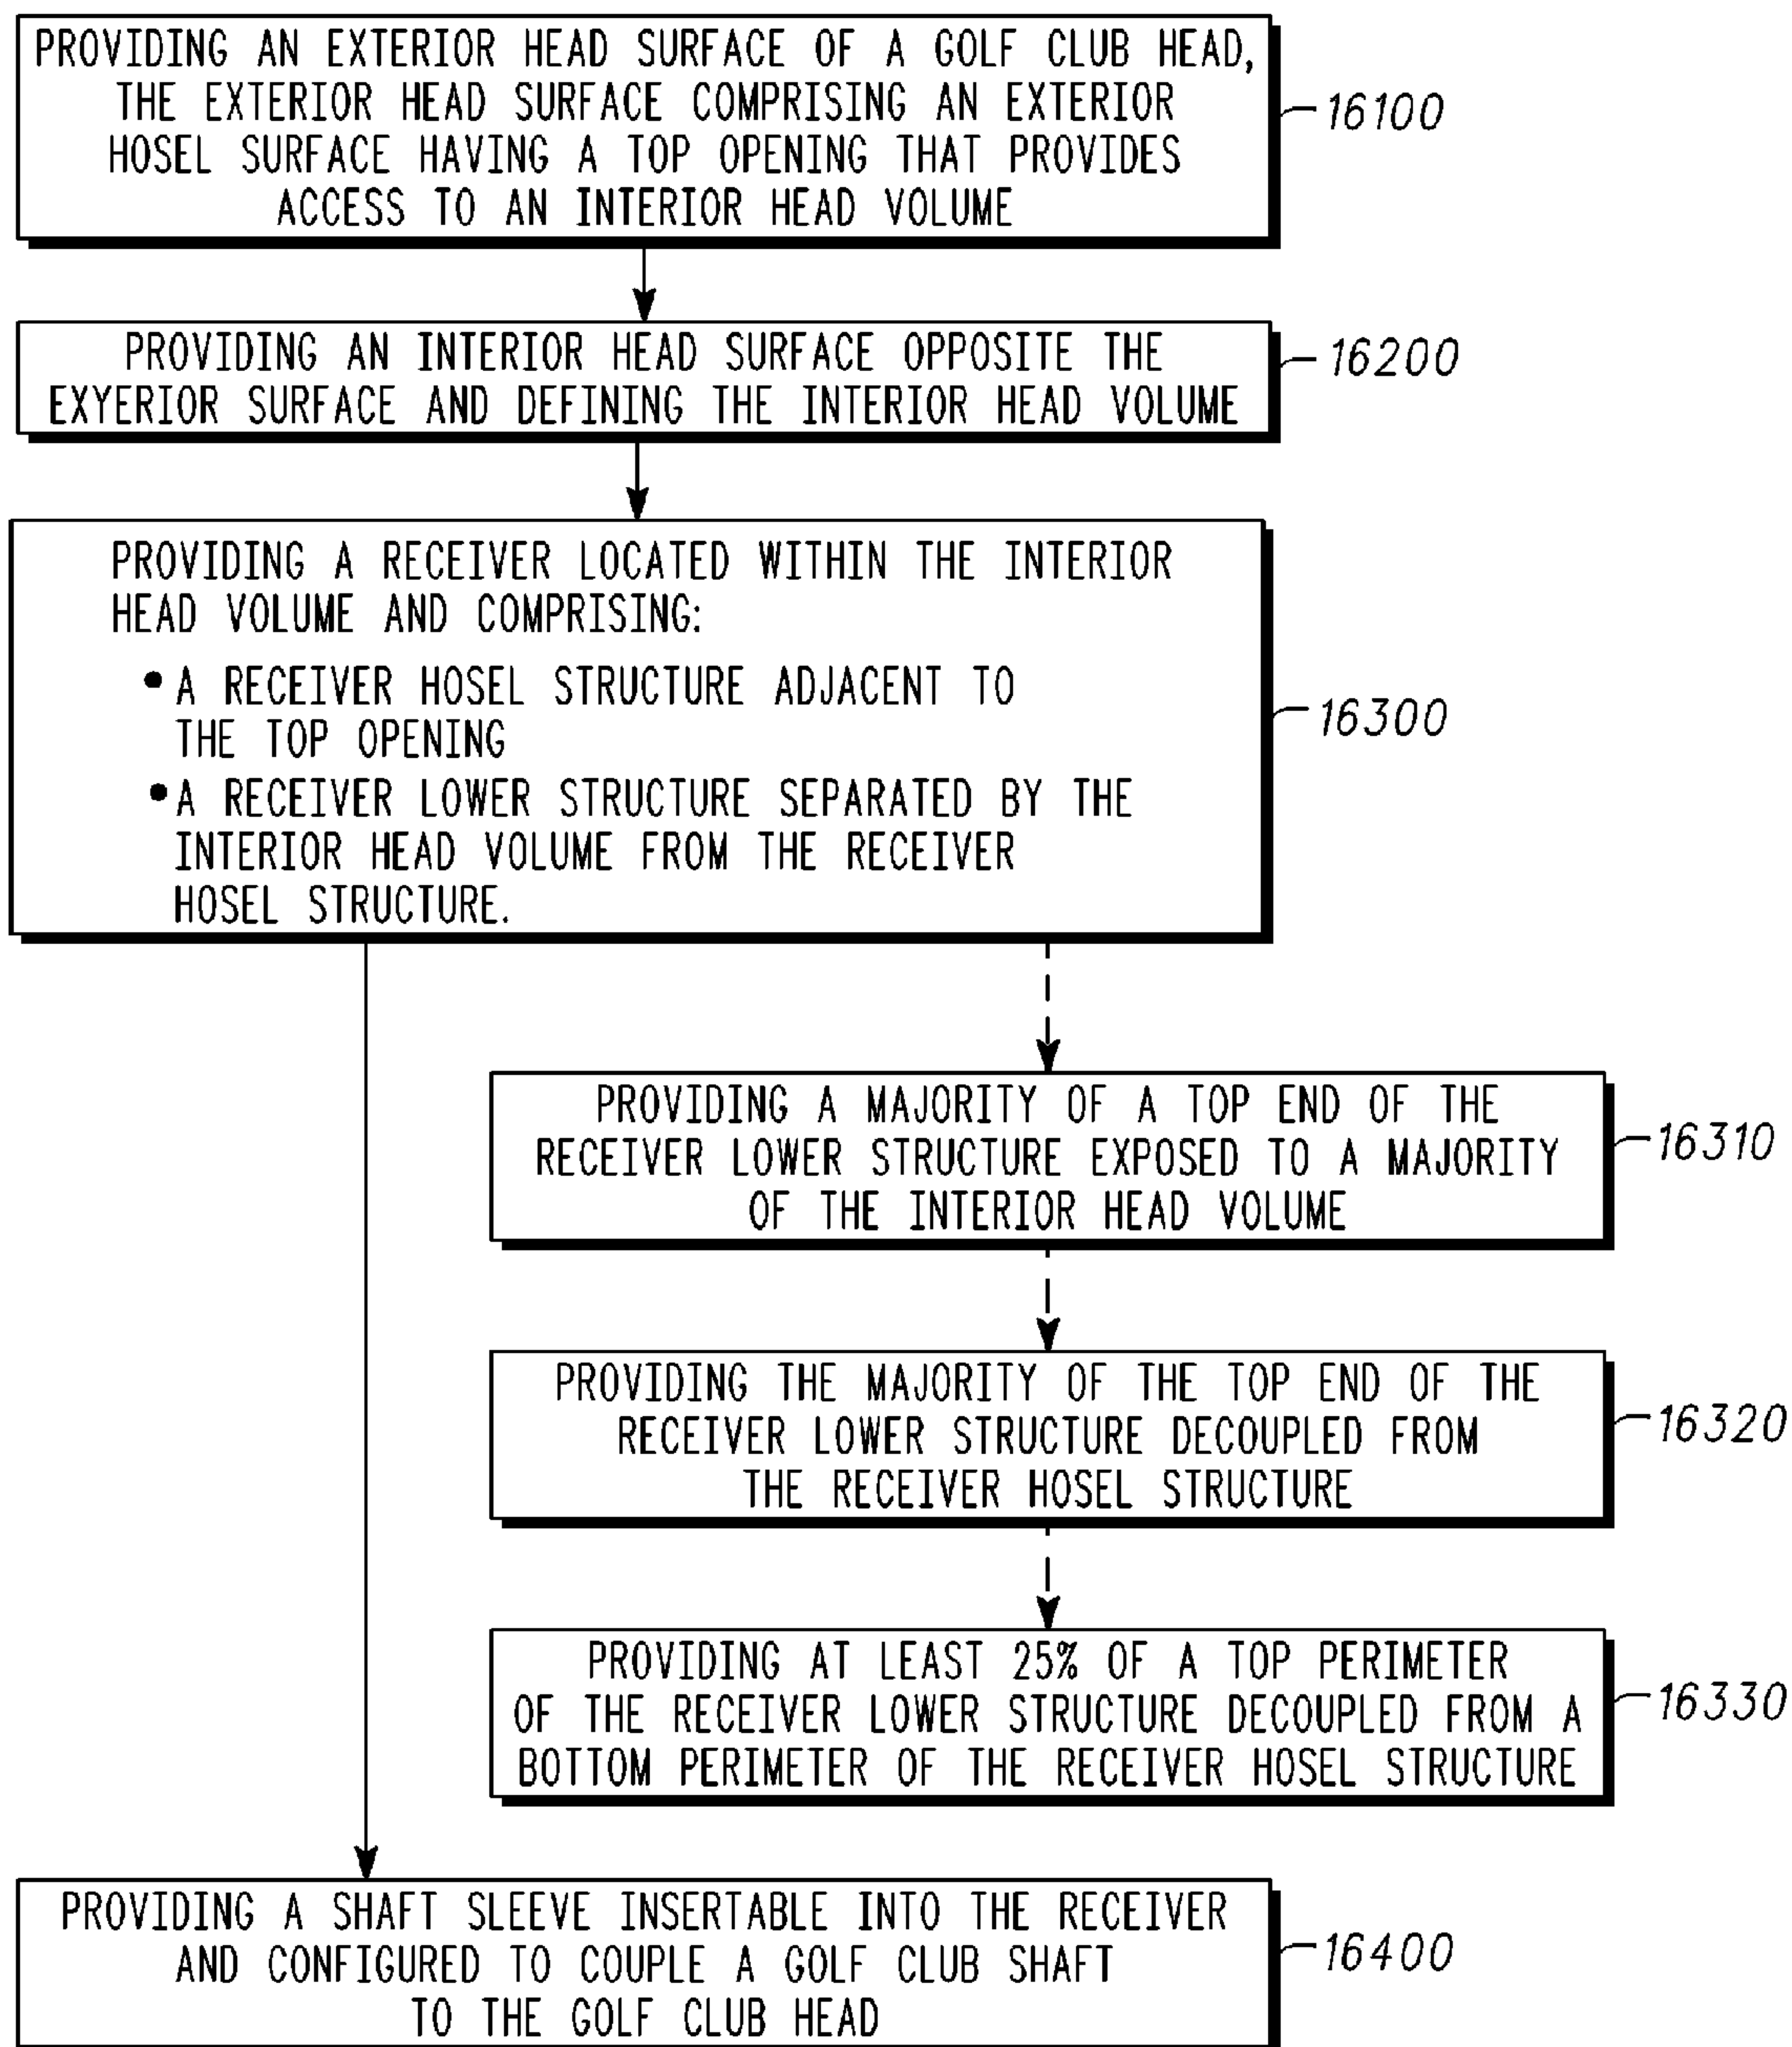 PROVIDING AN EXTERIOR HEAD SURFACE OF A GOLF CLUB HEAD,
THE EXTERIOR HEAD SURFACE COMPRISING AN EXTERIOR
HOSEL SURFACE HAVING A TOP OPENING THAT PROVIDES
ACCESS TO AN INTERIOR HEAD VOLUME
16100
PROVIDING AN INTERIOR HEAD SURFACE OPPOSITE THE
EXYERIOR SURFACE AND DEFINING THE INTERIOR HEAD VOLUME
16200
PROVIDING A RECEIVER LOCATED WITHIN THE INTERIOR
HEAD VOLUME AND COMPRISING:
• A RECEIVER HOSEL STRUCTURE ADJACENT TO
THE TOP OPENING
• A RECEIVER LOWER STRUCTURE SEPARATED BY THE
INTERIOR HEAD VOLUME FROM THE RECEIVER
HOSEL STRUCTURE.
16300
PROVIDING A MAJORITY OF A TOP END OF THE
RECEIVER LOWER STRUCTURE EXPOSED TO A MAJORITY
OF THE INTERIOR HEAD VOLUME
16310
PROVIDING THE MAJORITY OF THE TOP END OF THE
RECEIVER LOWER STRUCTURE DECOUPLED FROM
THE RECEIVER HOSEL STRUCTURE
16320
PROVIDING AT LEAST 25% OF A TOP PERIMETER
OF THE RECEIVER LOWER STRUCTURE DECOUPLED FROM A
BOTTOM PERIMETER OF THE RECEIVER HOSEL STRUCTURE
16330
PROVIDING A SHAFT SLEEVE INSERTABLE INTO THE RECEIVER
AND CONFIGURED TO COUPLE A GOLF CLUB SHAFT
TO THE GOLF CLUB HEAD
16400